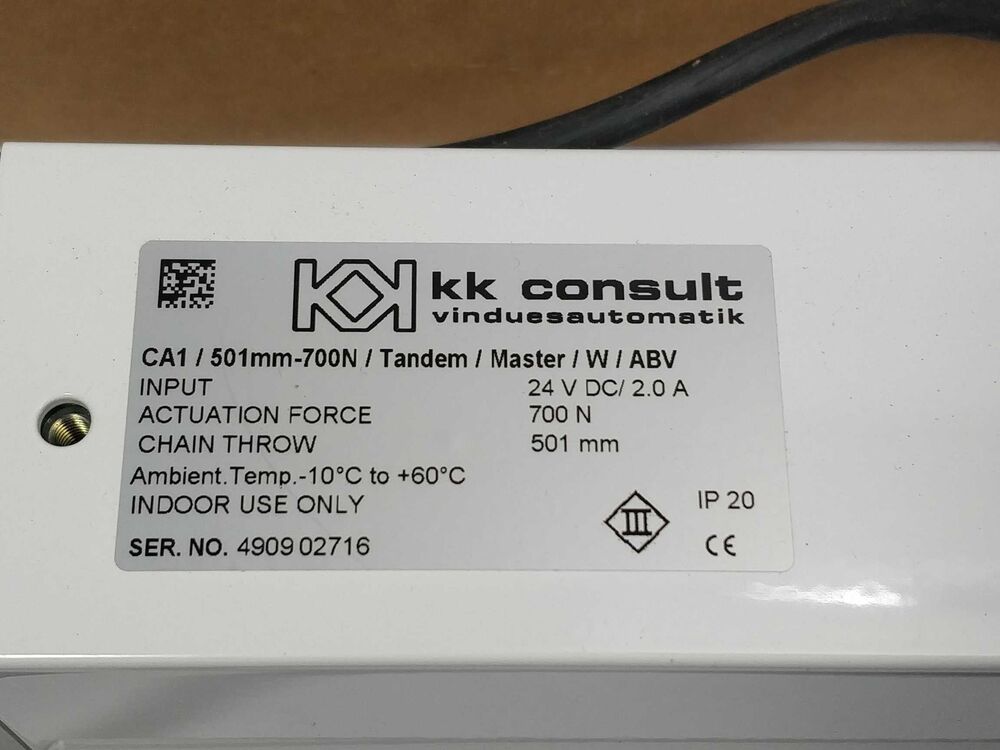 kk consult
vinduesautomatik
CA1 / 501mm-700N / Tandem / Master / W / ABV
INPUT 24 V DC/ 2.0 A
ACTUATION FORCE 700 N
CHAIN THROW 501 mm
Ambient.Temp.-10°C to +60°C
INDOOR USE ONLY
III IP 20
SER. NO. 4909 02716 CE